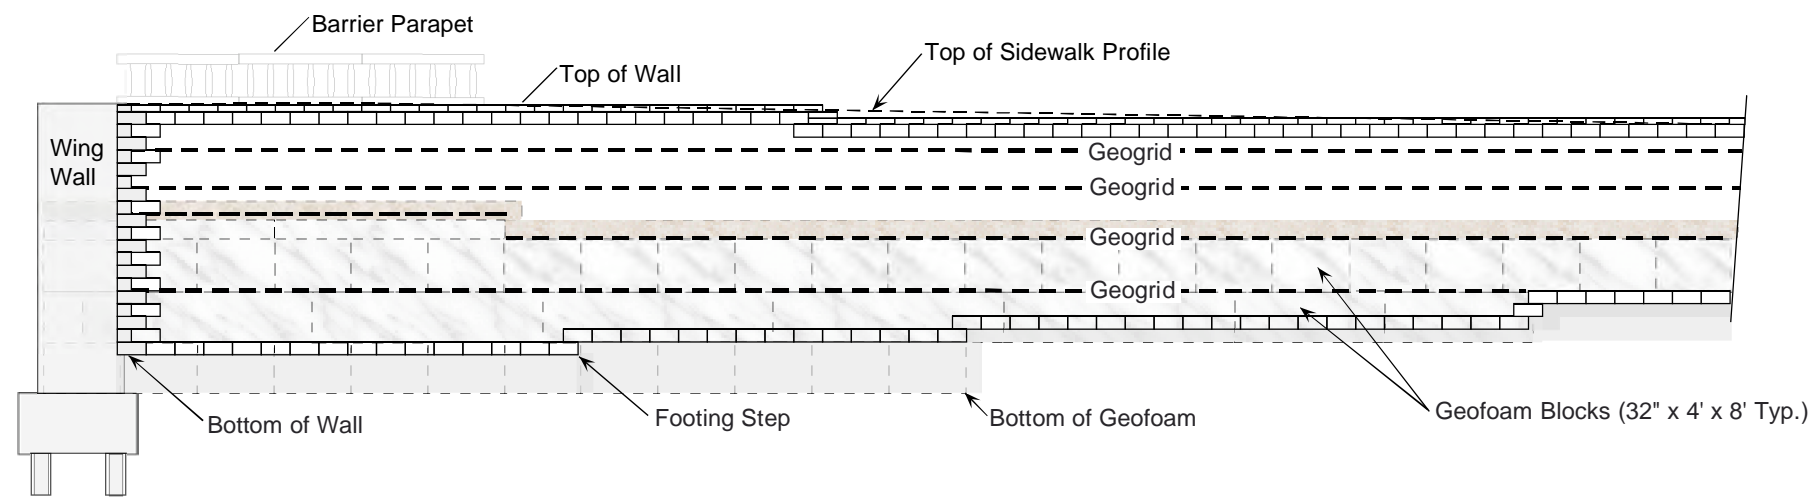 Barrier Parapet
Top of Sidewalk Profile
Top of Wall
Wing
Wall
Geogrid
Geogrid
Geogrid
Geogrid
Bottom of Wall
Footing Step
Bottom of Geofoam
Geofoam Blocks (32" x 4' x 8' Typ.)